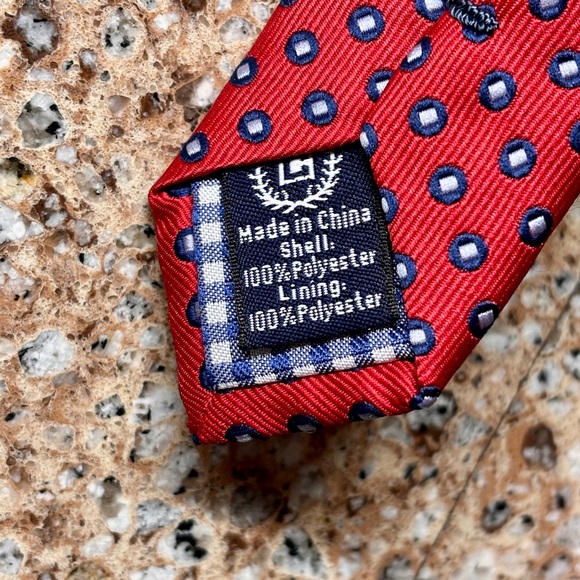 Made in China
Shell:
100%Polyester
Lining:
100%Polyester